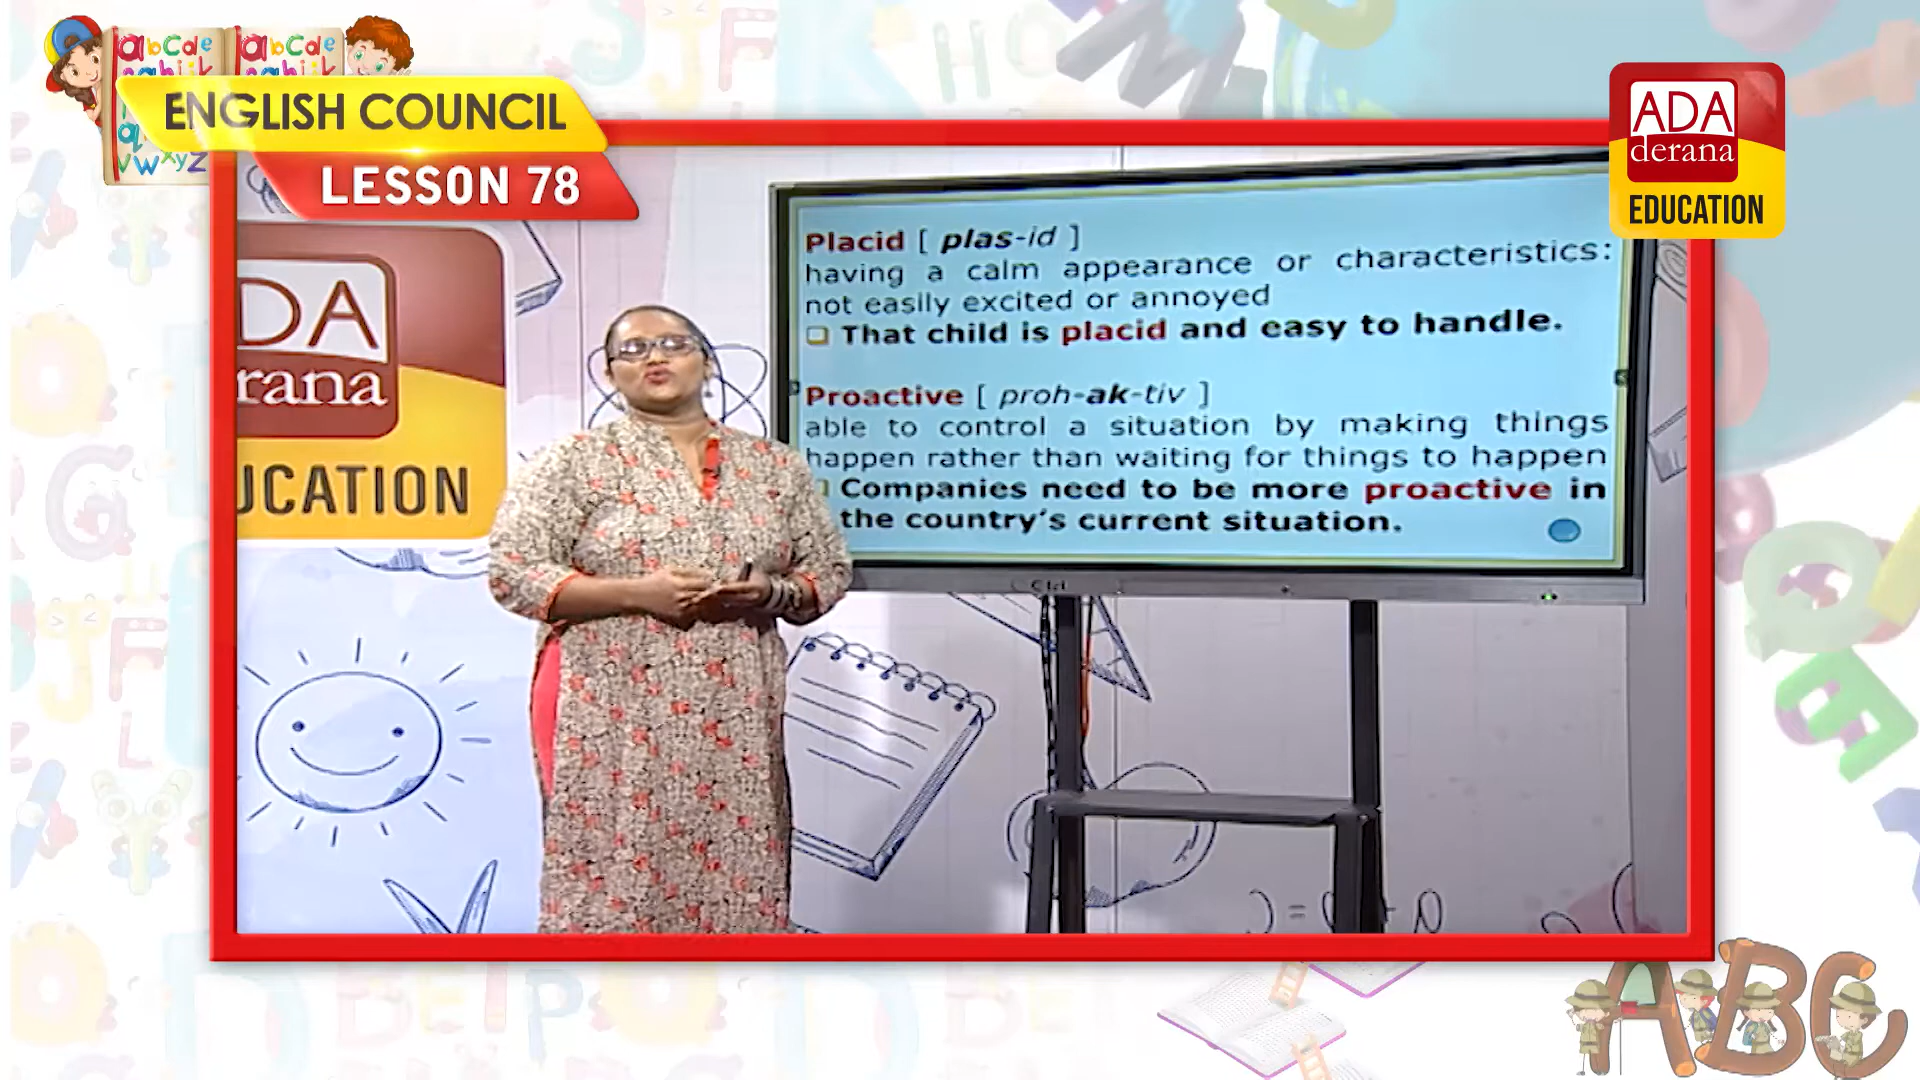 ENGLISH COUNCIL
LESSON 78
ADA
derana
EDUCATION
DA
rana
UCATION
Placid [ plas-id ]
having a calm appearance or characteristics:
not easily excited or annoyed
❑ That child is placid and easy to handle.
Proactive [ proh-ak-tiv ]
able to control a situation by making things
happen rather than waiting for things to happen
Companies need to be more proactive in
the country's current situation.
ABC